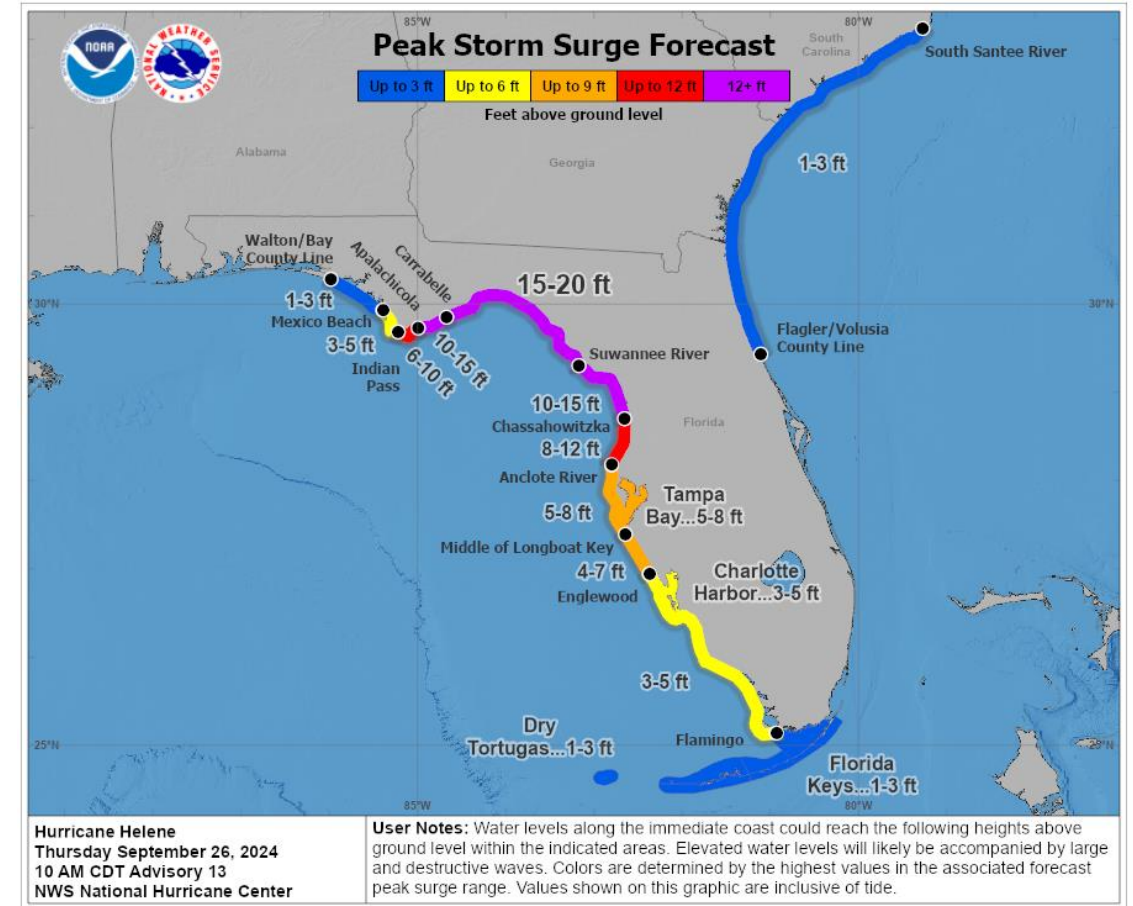 NOAA
NATIONAL WEATHER SERVICE
Peak Storm Surge Forecast
Up to 3 ft Up to 6 ft Up to 9 ft Up to 12 ft 12+ ft
Feet above ground level
85°W
80°W
South
Carolina
South Santee River
Alabama
Georgia
1-3 ft
Walton/Bay
County Line
Apalachicola
Carrabelle
15-20 ft
30°N
1-3 ft
30°N
Mexico Beach
3-5 ft
Indian
Pass
6-10 ft
10-15 ft
Suwannee River
Flagler/Volusia
County Line
10-15 ft
Chassahowitzka
Florida
8-12 ft
Anclote River
Tampa
Bay...5-8 ft
5-8 ft
Middle of Longboat Key
4-7 ft
Englewood
Charlotte
Harbor...3-5 ft
3-5 ft
Dry
Tortugas...1-3 ft
Flamingo
25°N
25°N
Florida
Keys...1-3 ft
85°W
80°W
Hurricane Helene
Thursday September 26, 2024
10 AM CDT Advisory 13
NWS National Hurricane Center
User Notes: Water levels along the immediate coast could reach the following heights above
ground level within the indicated areas. Elevated water levels will likely be accompanied by large
and destructive waves. Colors are determined by the highest values in the associated forecast
peak surge range. Values shown on this graphic are inclusive of tide.